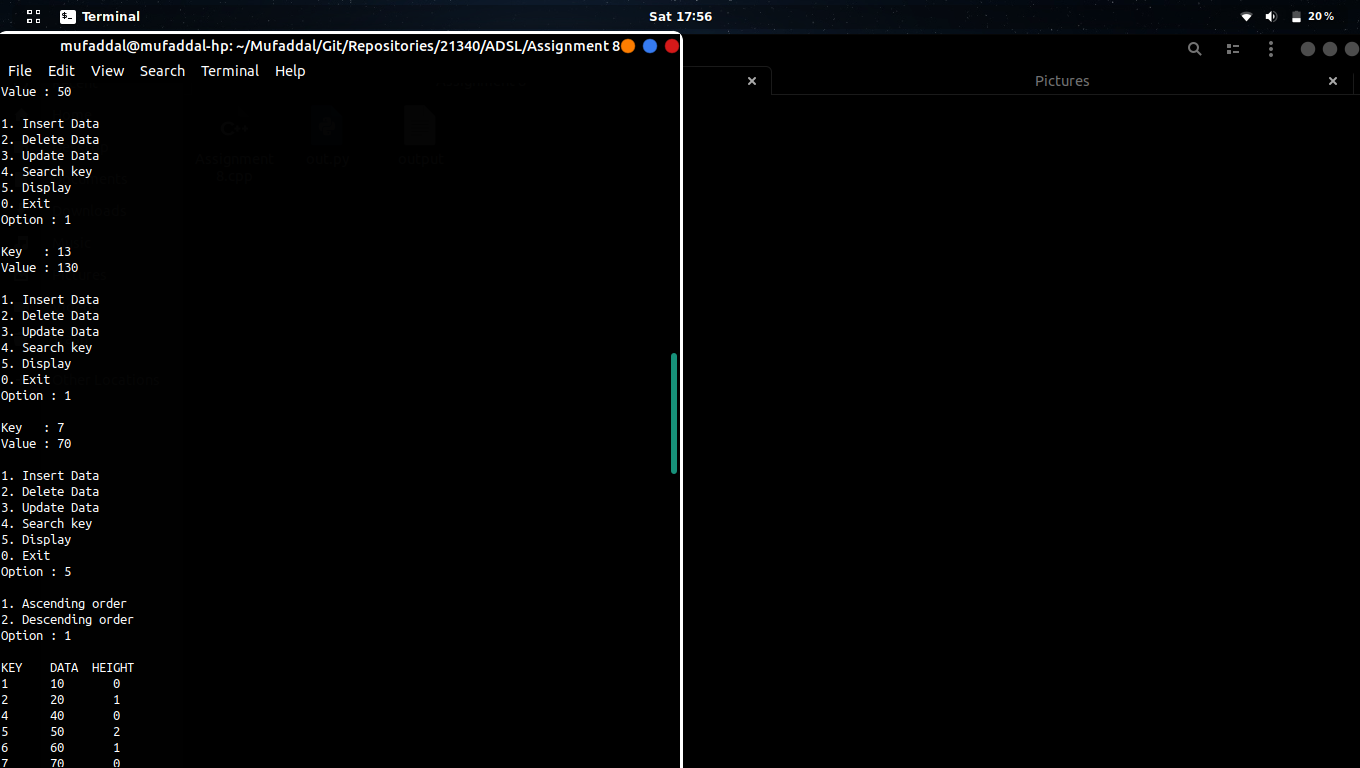 Terminal
Sat 17:56
20 %
mufaddal@mufaddal-hp: ~/Mufaddal/Git/Repositories/21340/ADSL/Assignment 8
File Edit View Search Terminal Help
Pictures
Value : 50
1. Insert Data
2. Delete Data
3. Update Data
4. Search key
5. Display
0. Exit
Option : 1
Key   : 13
Value : 130
1. Insert Data
2. Delete Data
3. Update Data
4. Search key
5. Display
0. Exit
Option : 1
Key   : 7
Value : 70
1. Insert Data
2. Delete Data
3. Update Data
4. Search key
5. Display
0. Exit
Option : 5
1. Ascending order
2. Descending order
Option : 1
KEY    DATA  HEIGHT
1      10       0
2      20       1
4      40       0
5      50       2
6      60       1
7      70       0